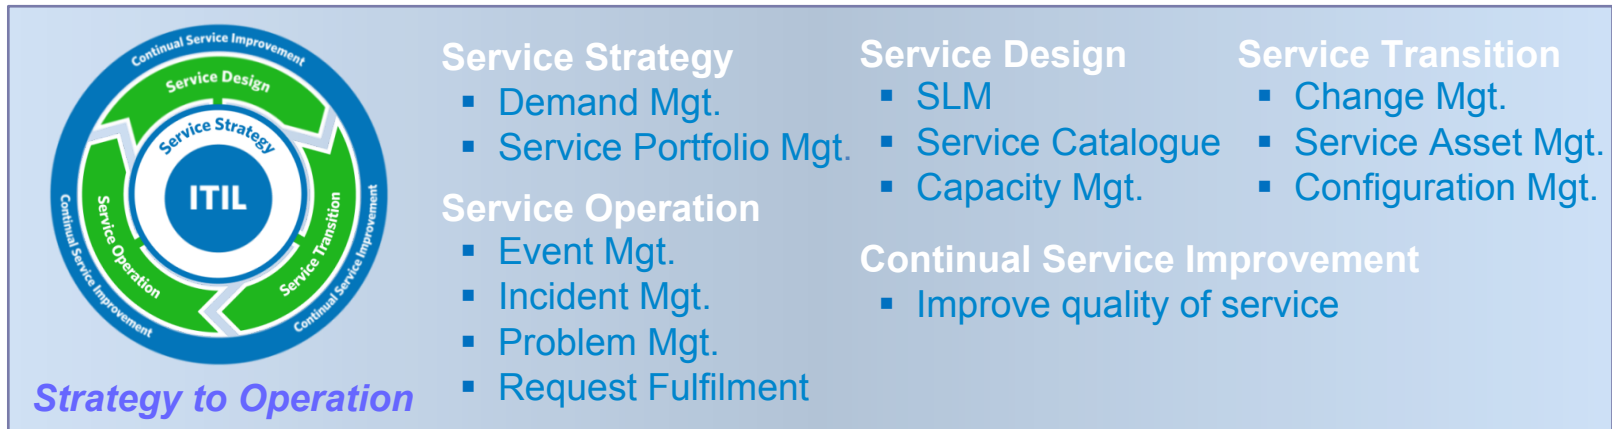 Continual Service Improvement
Service Design
Service Strategy
ITIL
Service Operation
Service Transition
Continual Service Improvement
Continual Service Improvement
Strategy to Operation
Service Strategy
▪ Demand Mgt.
▪ Service Portfolio Mgt.
Service Operation
▪ Event Mgt.
▪ Incident Mgt.
▪ Problem Mgt.
▪ Request Fulfilment
Service Design
▪ SLM
▪ Service Catalogue
▪ Capacity Mgt.
Service Transition
▪ Change Mgt.
▪ Service Asset Mgt.
▪ Configuration Mgt.
Continual Service Improvement
▪ Improve quality of service